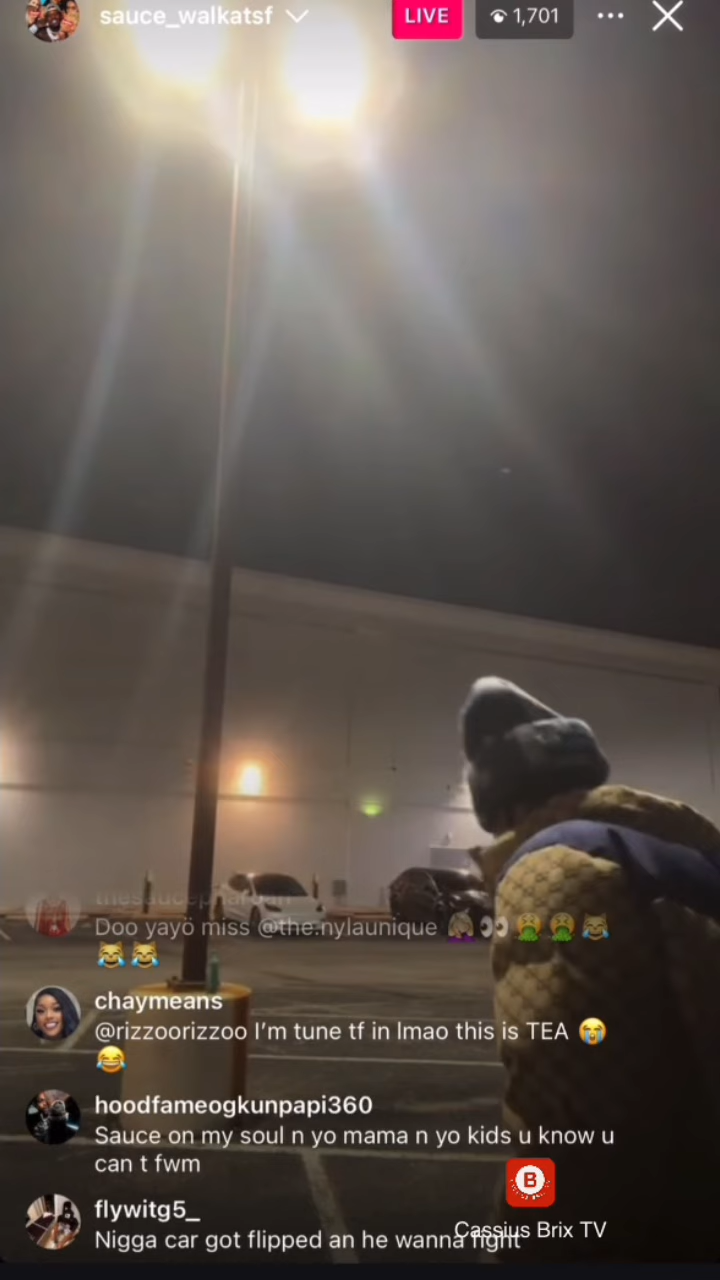 sauce_walkatsf
LIVE
1,701
thesaucepharoah
Doo yayö miss @the.nylaunique 🤦🏼‍♀️👀🤮🤮😹
😹😹
chaymeans
@rizzoorizzoo I’m tune tf in lmao this is TEA 😭
😂
hoodfameogkunpapi360
Sauce on my soul n yo mama n yo kids u know u
can t fwm
flywitg5_
Nigga car got flipped an he wanna fight
B
Cassius Brix TV